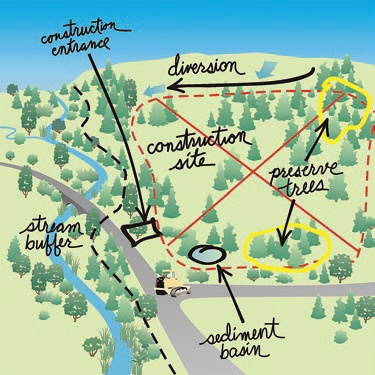 construction
entrance
diversion
construction
site
preserve
trees
stream
buffer
sediment
basin